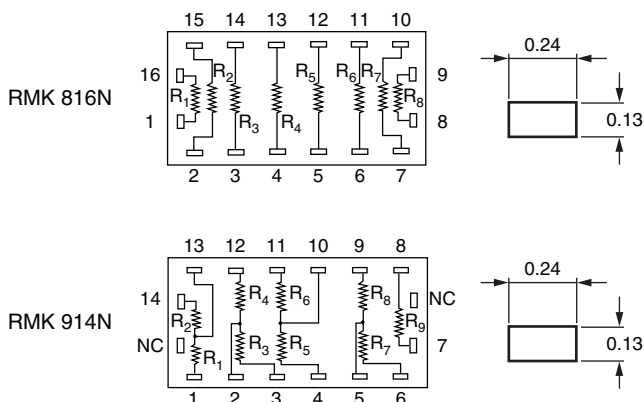 15 14 13 12 11 10
0.24
16 R2 R5 R6 R7 9
RMK 816N
R1 R8
0.13
1 R3 R4 8
2 3 4 5 6 7
13 12 11 10 9 8
0.24
14 R4 R6 R8 NC
RMK 914N
R2 R9
0.13
NC R3 R5 R7 7
R1
1 2 3 4 5 6